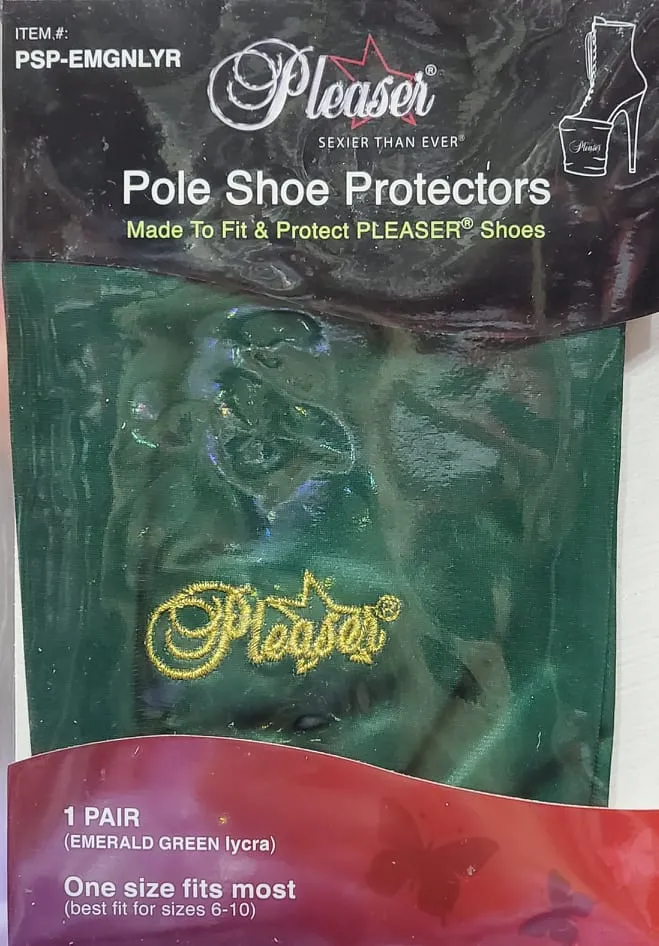 ITEM.#:
PSP-EMGNLYR
Pleaser®
SEXIER THAN EVER®
Pleaser
Pole Shoe Protectors
Made To Fit & Protect PLEASER® Shoes
Pleaser®
1 PAIR
(EMERALD GREEN lycra)
One size fits most
(best fit for sizes 6-10)